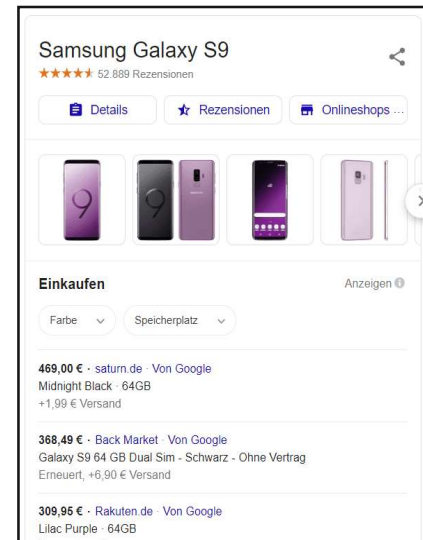 Samsung Galaxy S9
52.889 Rezensionen
Details
Rezensionen
Onlineshops ...
Einkaufen
Anzeigen
Farbe
Speicherplatz
469,00 € · saturn.de · Von Google
Midnight Black · 64GB
+1,99 € Versand
368,49 € · Back Market · Von Google
Galaxy S9 64 GB Dual Sim - Schwarz - Ohne Vertrag
Erneuert, +6,90 € Versand
309,95 € · Rakuten.de · Von Google
Lilac Purple · 64GB